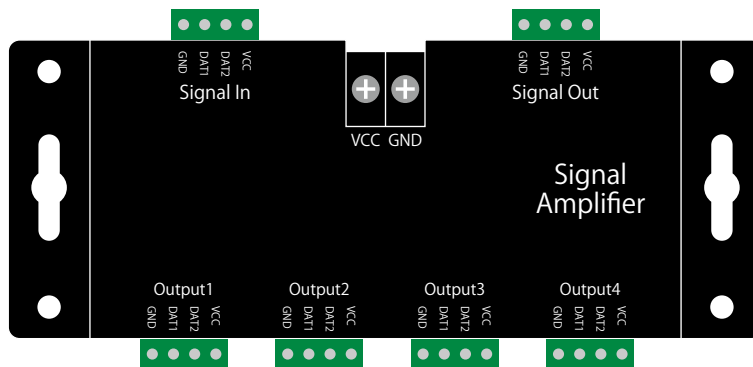 GND DAT1 DAT2 VCC
Signal In
GND DAT1 DAT2 VCC
Signal Out
VCC GND
Signal
Amplifier
Output1
GND DAT1 DAT2 VCC
Output2
GND DAT1 DAT2 VCC
Output3
GND DAT1 DAT2 VCC
Output4
GND DAT1 DAT2 VCC